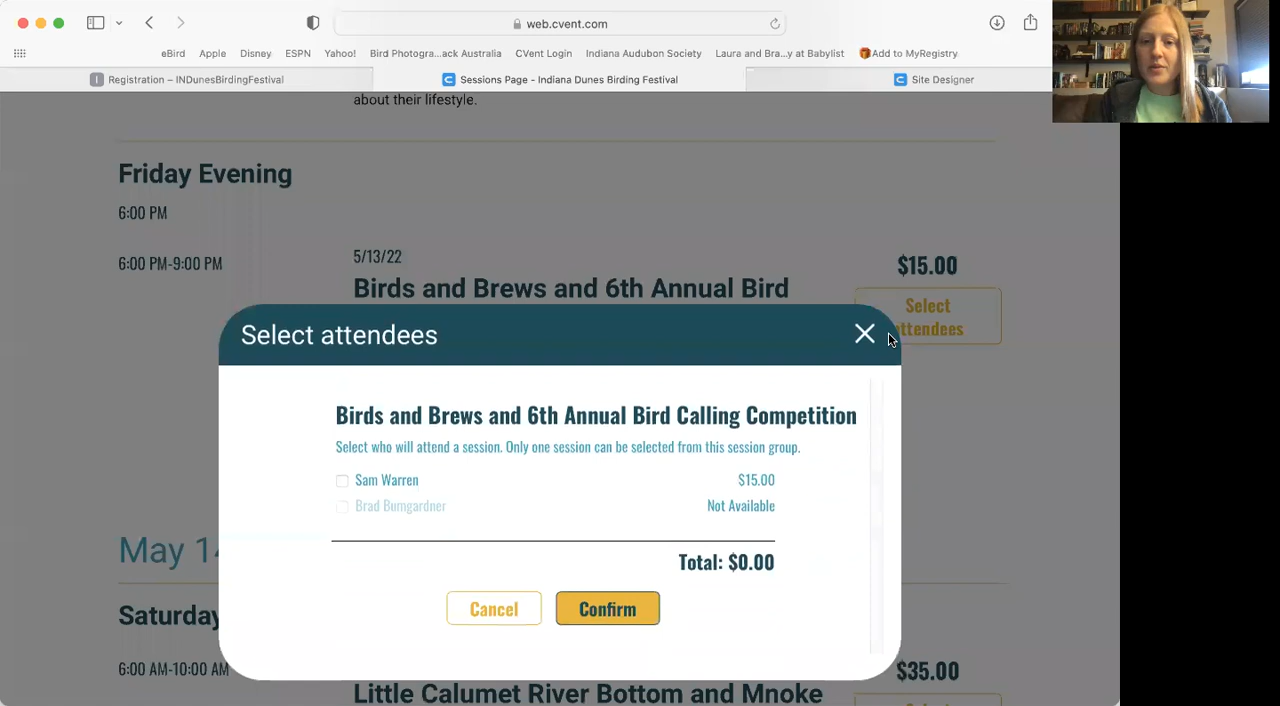 web.cvent.com
eBird Apple Disney ESPN Yahoo! Bird Photogra...ack Australia CVent Login Indiana Audubon Society Laura and Bra...y at Babylist Add to MyRegistry
I Registration – INDunesBirdingFestival C Sessions Page - Indiana Dunes Birding Festival C Site Designer
about their lifestyle.
Friday Evening
6:00 PM
5/13/22
6:00 PM-9:00 PM $15.00
Birds and Brews and 6th Annual Bird
Select
attendees
Select attendees
Birds and Brews and 6th Annual Bird Calling Competition
Select who will attend a session. Only one session can be selected from this session group.
Sam Warren $15.00
Brad Bumgardner Not Available
Total: $0.00
Cancel Confirm
May 14
Saturday
6:00 AM-10:00 AM $35.00
Little Calumet River Bottom and Mnoke